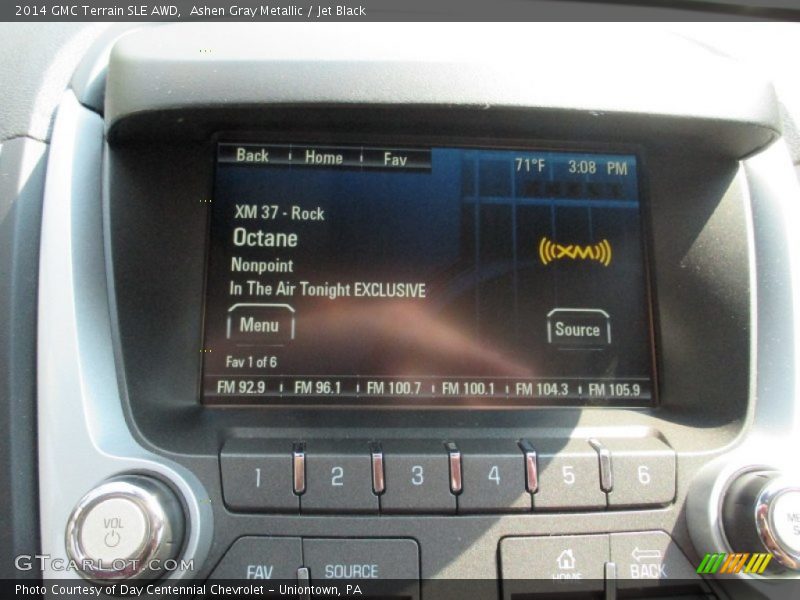 2014 GMC Terrain SLE AWD, Ashen Gray Metallic / Jet Black
Back Home Fav 71°F 3:08 PM
XM 37 - Rock
Octane
XM
Nonpoint
In The Air Tonight EXCLUSIVE
Menu Source
Fav 1 of 6
FM 92.9 FM 96.1 FM 100.7 FM 100.1 FM 104.3 FM 105.9
1 2 3 4 5 6
VOL
FAV SOURCE HOME BACK
GTcarlot.com
Photo Courtesy of Day Centennial Chevrolet - Uniontown, PA